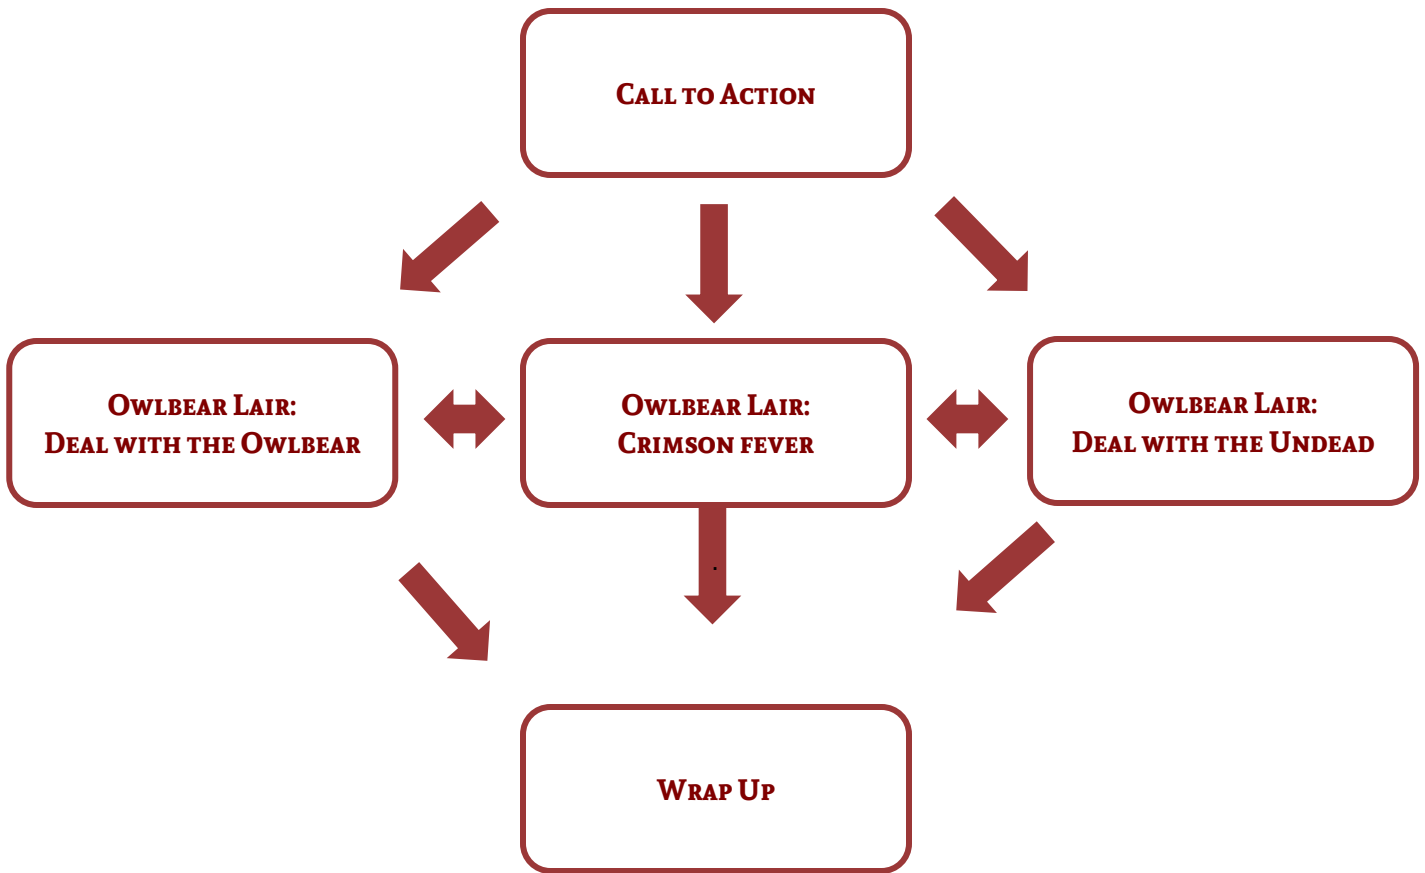 Call to Action
Owlbear Lair:
Deal with the Owlbear
Owlbear Lair:
Crimson fever
Owlbear Lair:
Deal with the Undead
.
Wrap Up